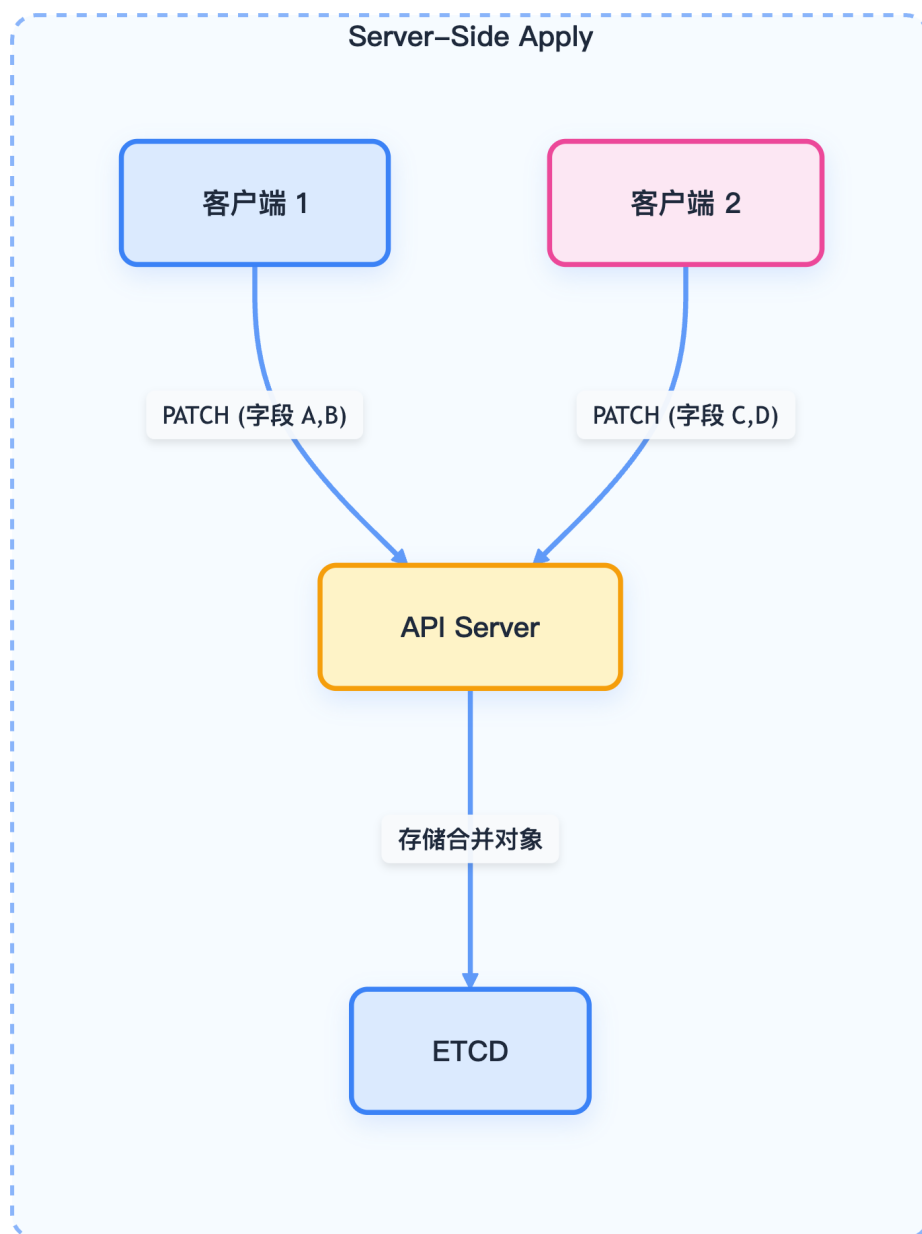 Server-Side Apply
客户端 1
客户端 2
PATCH (字段 A,B)
PATCH (字段 C,D)
API Server
存储合并对象
ETCD